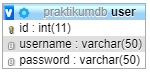 v praktikumdb user
id : int(11)
username : varchar(50)
password : varchar(50)